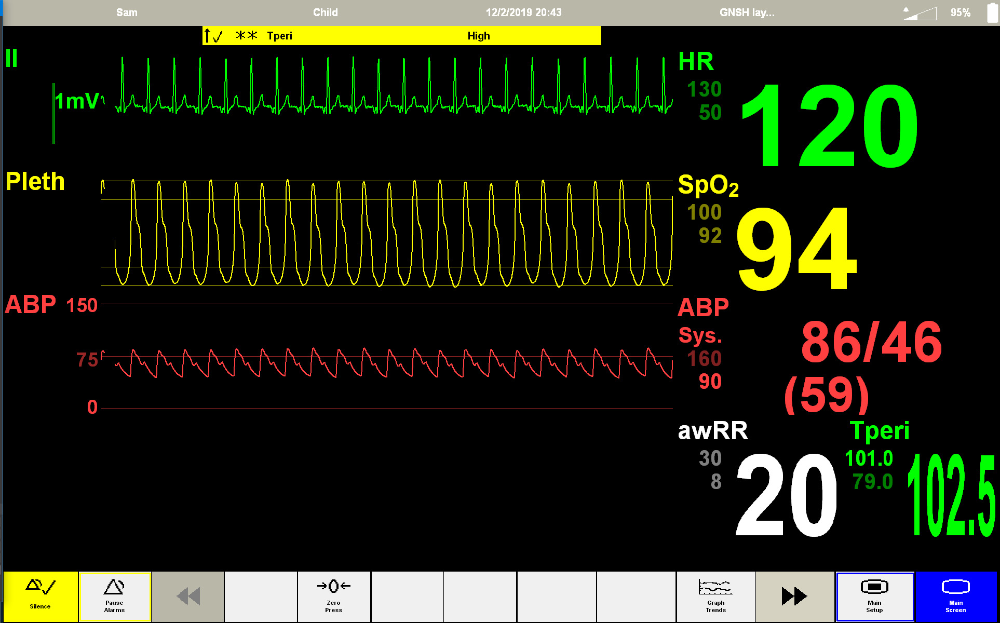 Sam Child 12/2/2019 20:43 GNSH lay... 95%
** Tperi High
II
1mV
HR
130
50
120
Pleth
SpO2
100
92
94
ABP 150
75
0
ABP
Sys.
160
90
86/46
(59)
awRR
30
8
20
Tperi
101.0
79.0
102.5
Silence
Pause
Alarms
Zero
Press
Graph
Trends
Main
Setup
Main
Screen